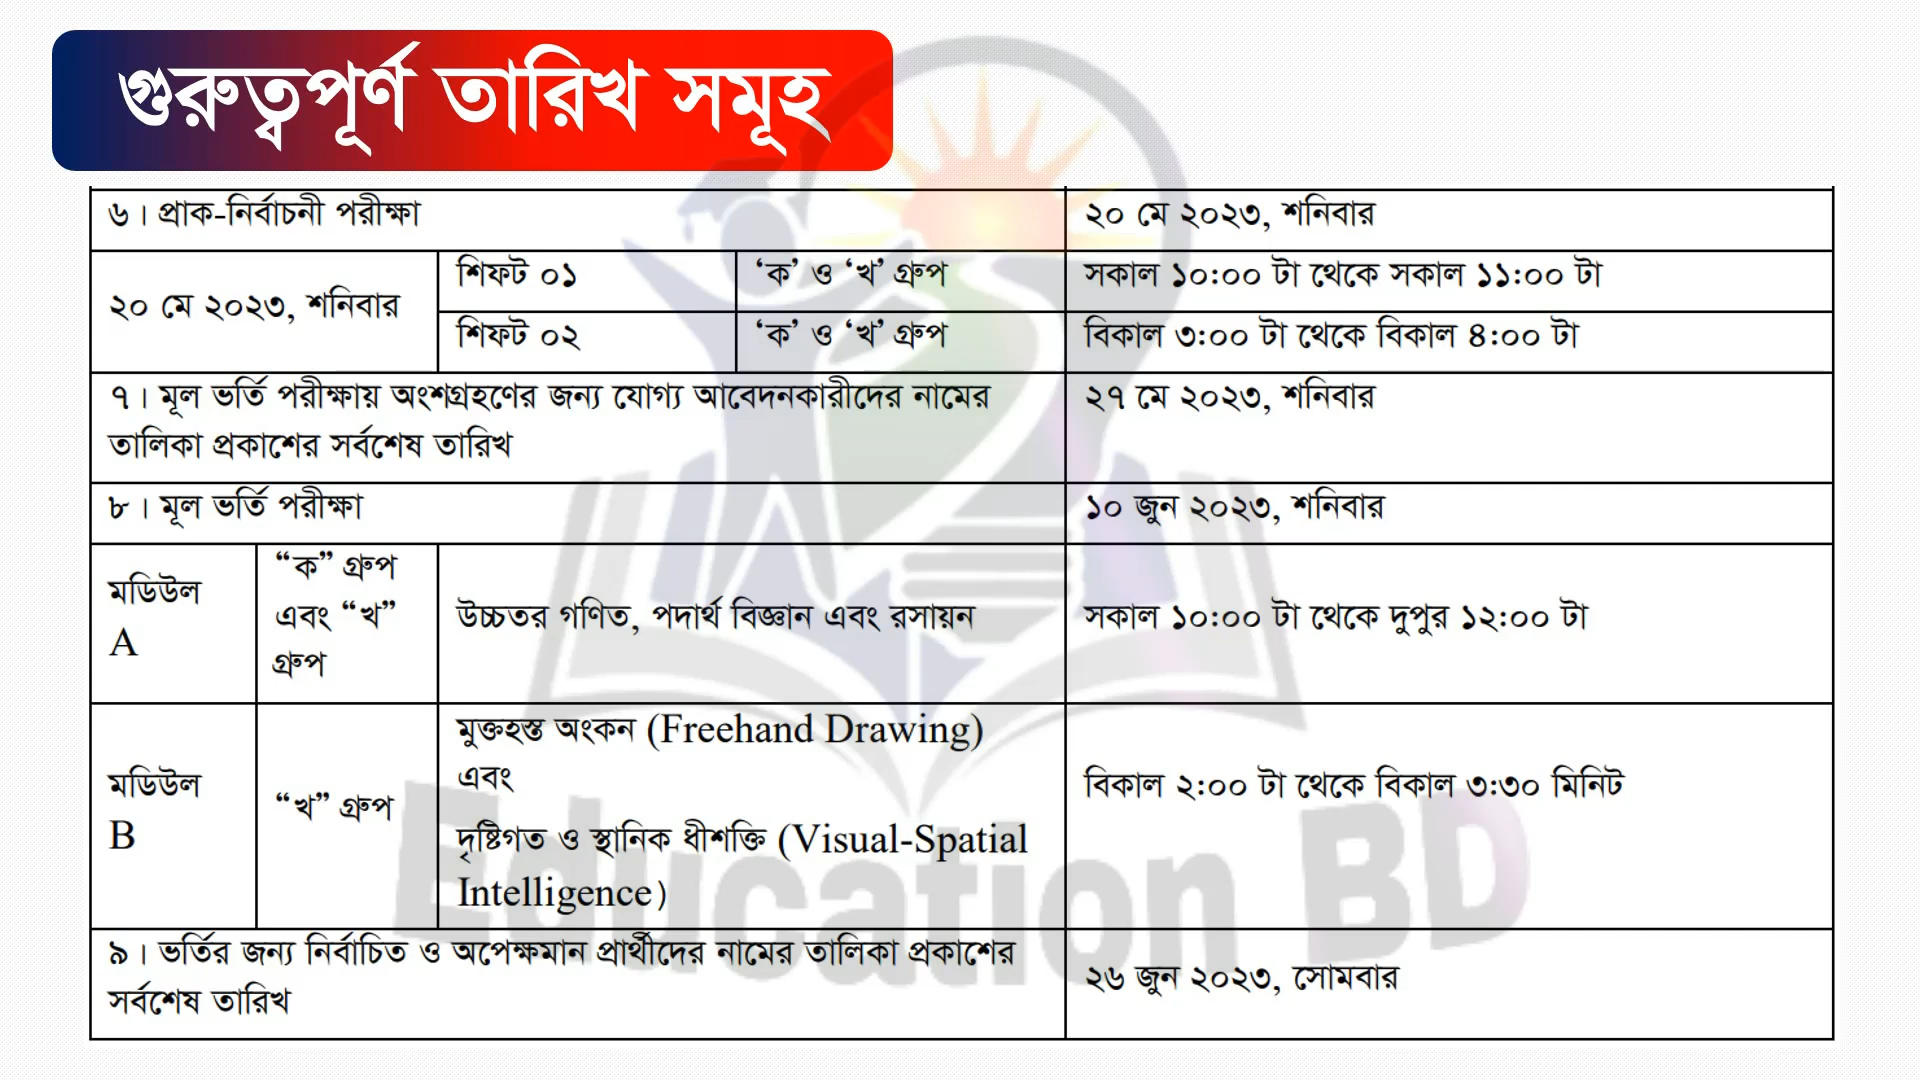 গুরুত্বপূর্ণ তারিখ সমূহ
৬। প্রাক-নির্বাচনী পরীক্ষা
২০ মে ২০২৩, শনিবার
২০ মে ২০২৩, শনিবার
শিফট ০১
‘ক’ ও ‘খ’ গ্রুপ
সকাল ১০:০০ টা থেকে সকাল ১১:০০ টা
শিফট ০২
‘ক’ ও ‘খ’ গ্রুপ
বিকাল ৩:০০ টা থেকে বিকাল ৪:০০ টা
৭। মূল ভর্তি পরীক্ষায় অংশগ্রহণের জন্য যোগ্য আবেদনকারীদের নামের
তালিকা প্রকাশের সর্বশেষ তারিখ
২৭ মে ২০২৩, শনিবার
৮। মূল ভর্তি পরীক্ষা
১০ জুন ২০২৩, শনিবার
মডিউল
A
“ক” গ্রুপ
এবং “খ”
গ্রুপ
উচ্চতর গণিত, পদার্থ বিজ্ঞান এবং রসায়ন
সকাল ১০:০০ টা থেকে দুপুর ১২:০০ টা
মডিউল
B
“খ” গ্রুপ
মুক্তহস্ত অংকন (Freehand Drawing)
এবং
দৃষ্টিগত ও স্থানিক ধীশক্তি (Visual-Spatial
Intelligence)
বিকাল ২:০০ টা থেকে বিকাল ৩:৩০ মিনিট
৯। ভর্তির জন্য নির্বাচিত ও অপেক্ষমান প্রার্থীদের নামের তালিকা প্রকাশের
সর্বশেষ তারিখ
২৬ জুন ২০২৩, সোমবার
Education BD